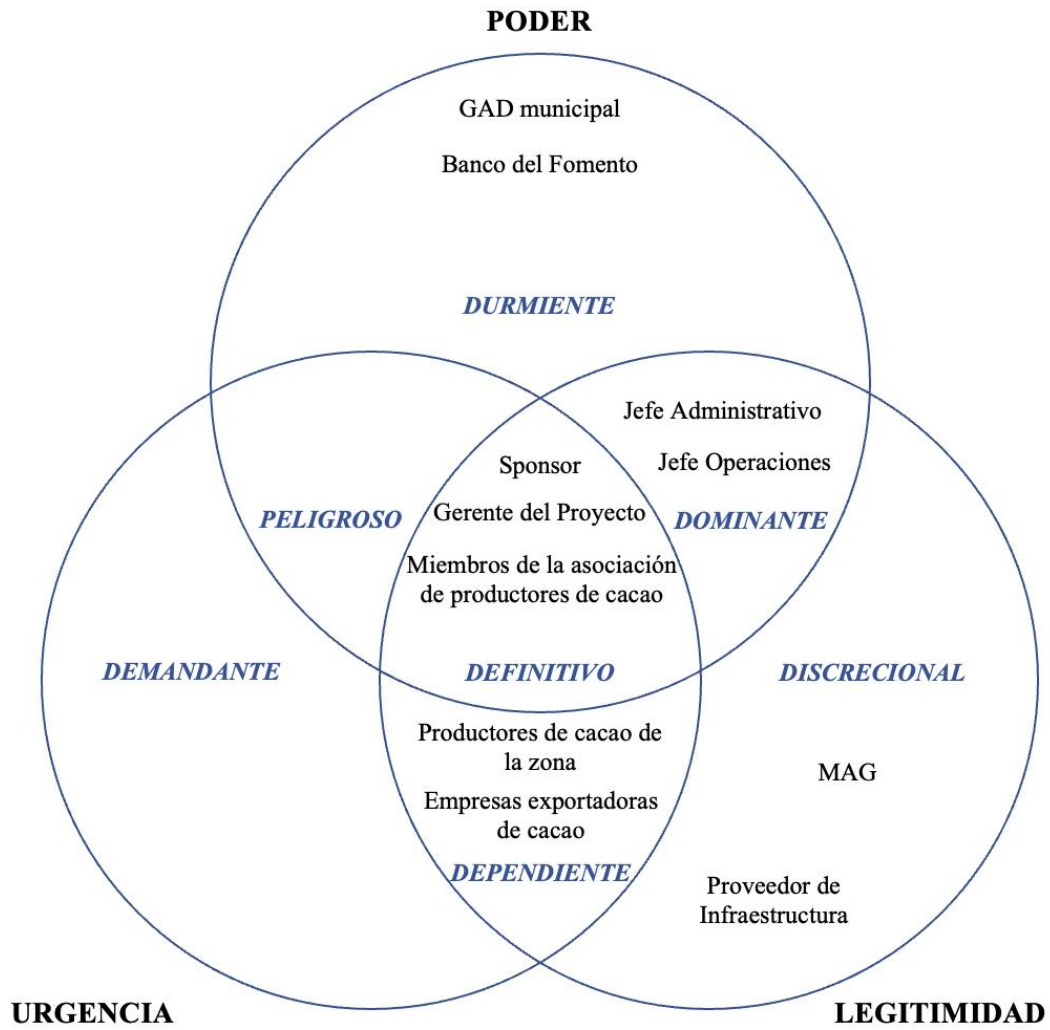 PODER
GAD municipal
Banco del Fomento
DURMIENTE
Jefe Administrativo
Sponsor
Jefe Operaciones
PELIGROSO
Gerente del Proyecto
DOMINANTE
Miembros de la asociación
de productores de cacao
DEMANDANTE
DEFINITIVO
DISCRECIONAL
Productores de cacao de
la zona
MAG
Empresas exportadoras
de cacao
DEPENDIENTE
Proveedor de
Infraestructura
URGENCIA
LEGITIMIDAD